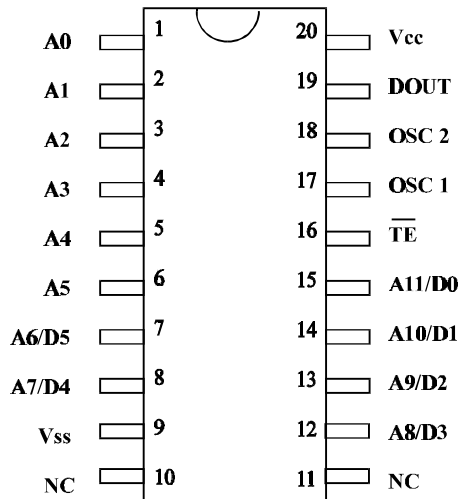 A0 1 20 Vcc
A1 2 19 DOUT
A2 3 18 OSC 2
A3 4 17 OSC 1
A4 5 16 T̅E̅
A5 6 15 A11/D0
A6/D5 7 14 A10/D1
A7/D4 8 13 A9/D2
Vss 9 12 A8/D3
NC 10 11 NC